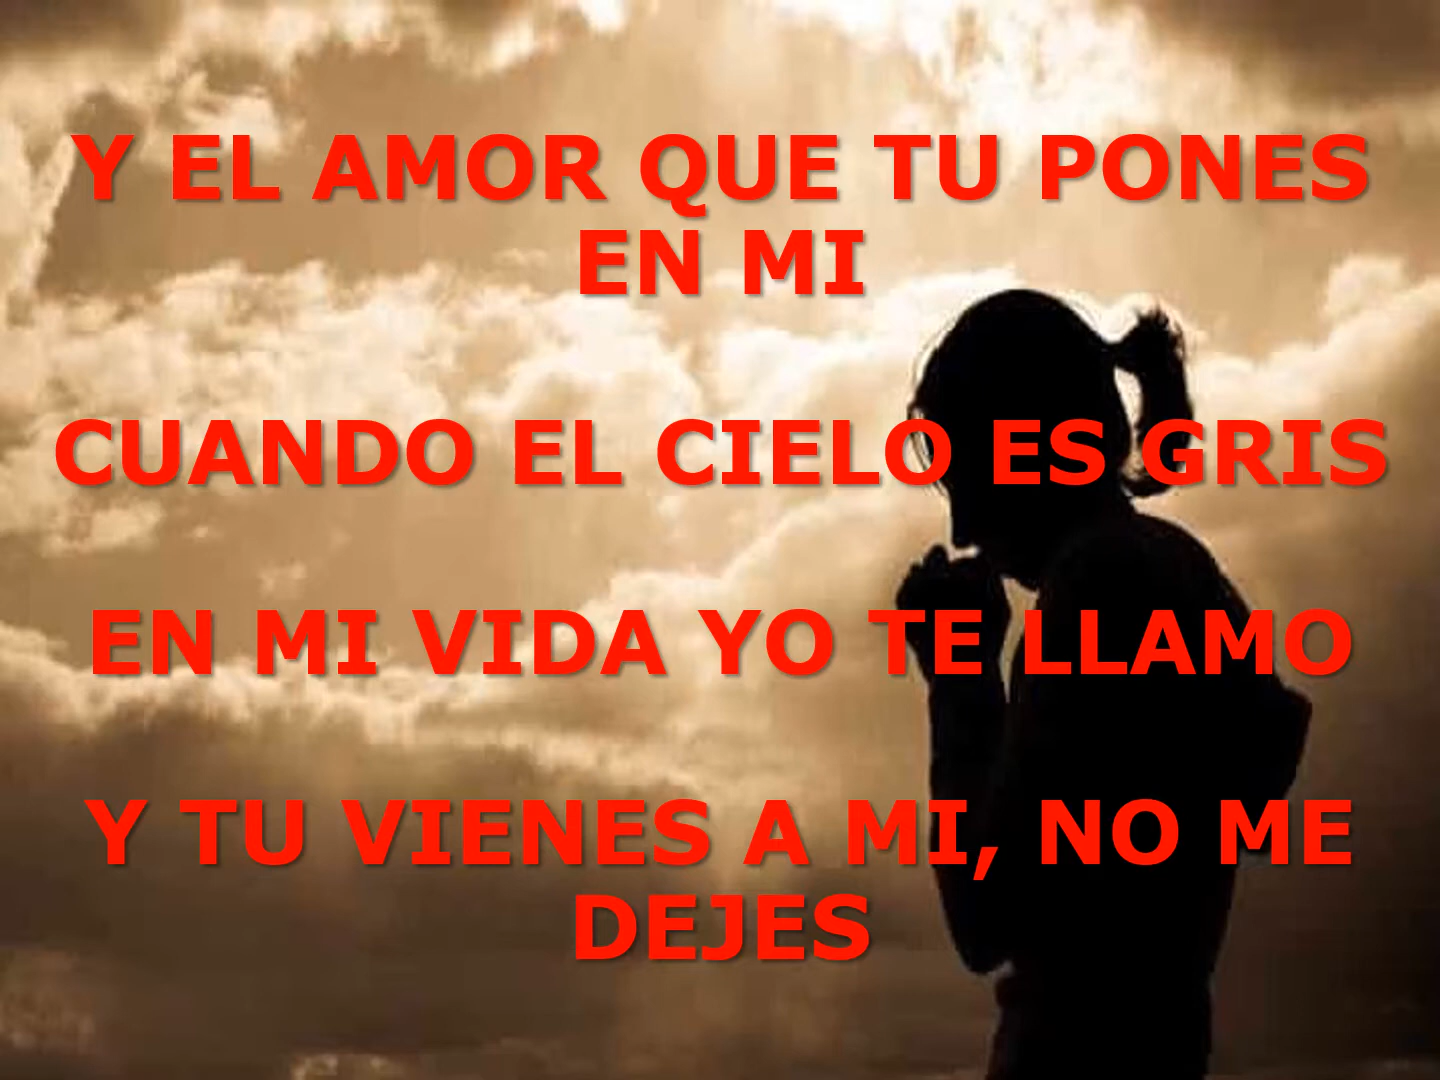 Y EL AMOR QUE TU PONES
EN MI
CUANDO EL CIELO ES GRIS
EN MI VIDA YO TE LLAMO
Y TU VIENES A MI, NO ME
DEJES